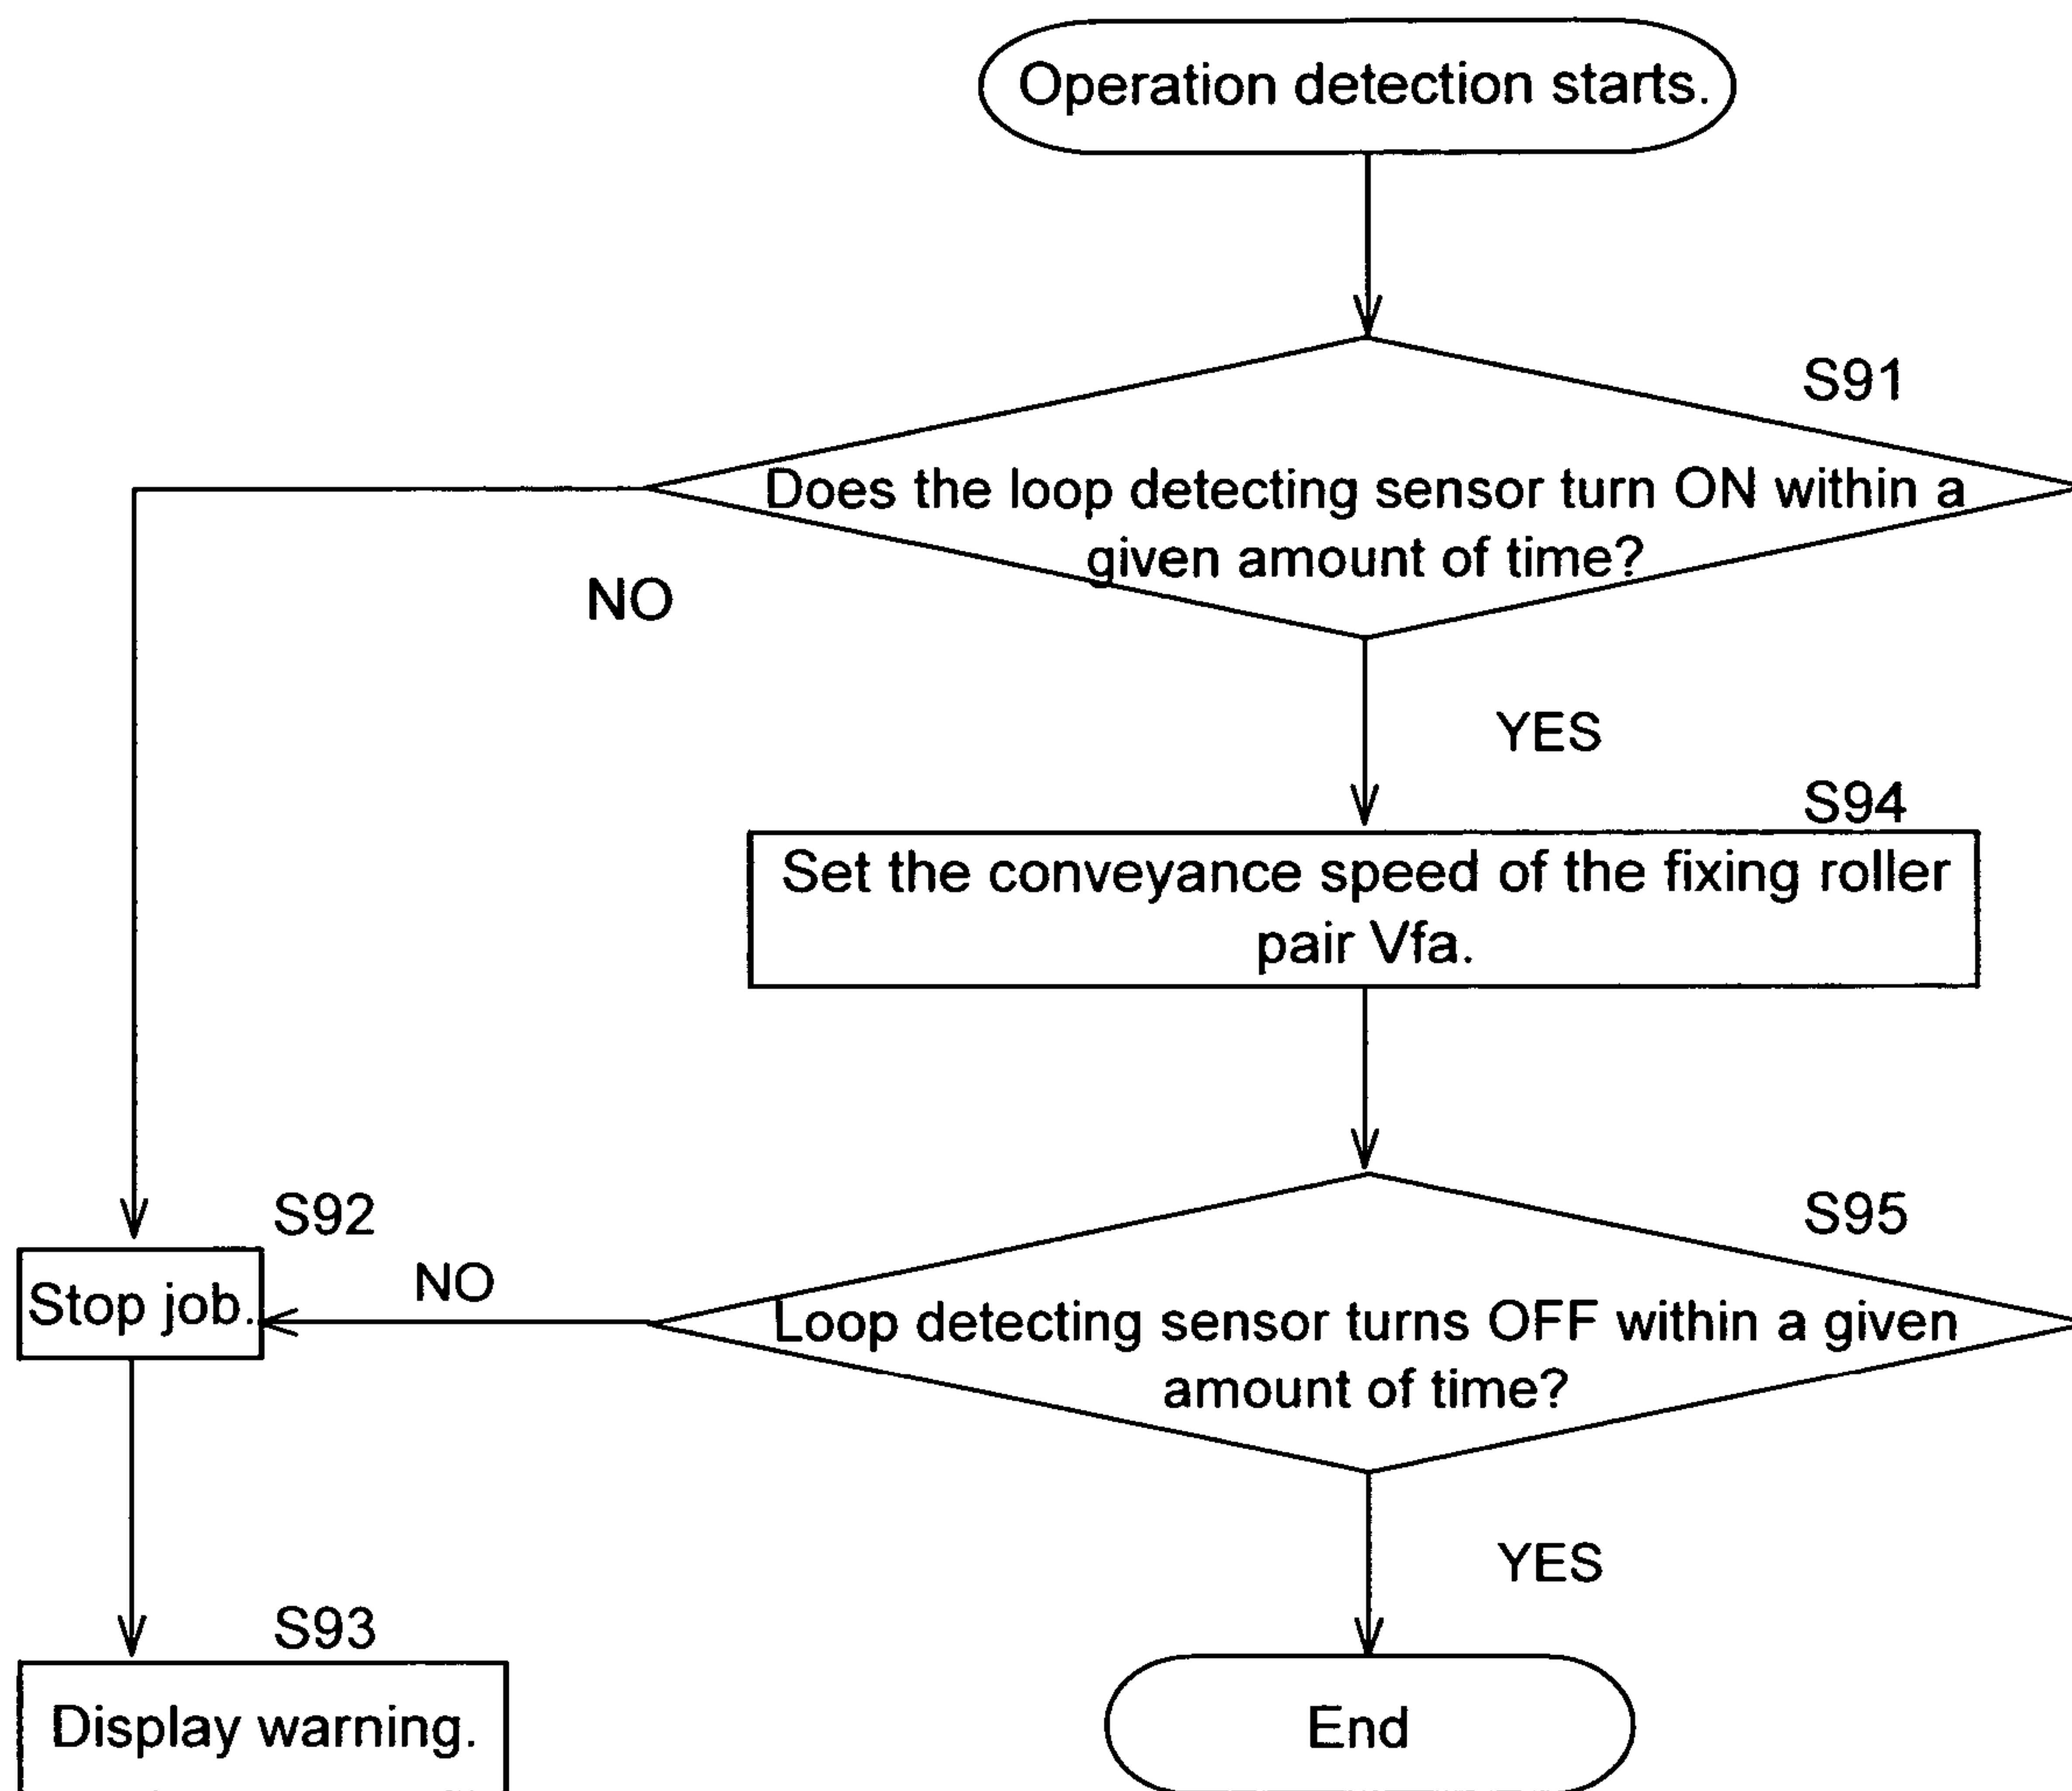 Operation detection starts.
S91
Does the loop detecting sensor turn ON within a
given amount of time?
NO
YES
S94
Set the conveyance speed of the fixing roller
pair Vfa.
S92
S95
Stop job.
NO
Loop detecting sensor turns OFF within a given
amount of time?
YES
S93
Display warning.
End